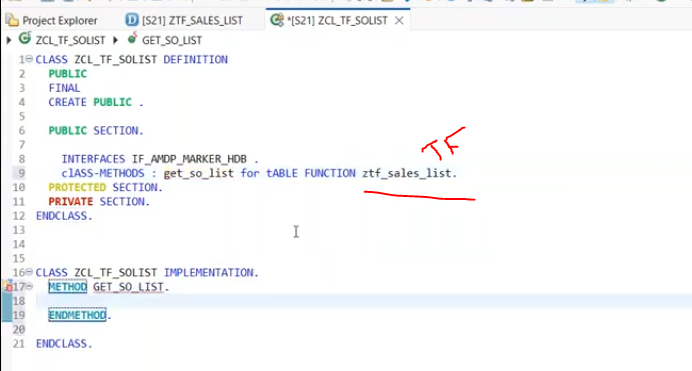 Project Explorer
[S21] ZTF_SALES_LIST
*[S21] ZCL_TF_SOLIST
ZCL_TF_SOLIST
GET_SO_LIST
1 CLASS ZCL_TF_SOLIST DEFINITION
2 PUBLIC
3 FINAL
4 CREATE PUBLIC .
5
6 PUBLIC SECTION.
TF
7
8 INTERFACES IF_AMDP_MARKER_HDB .
9 clASS-METHODS : get_so_list for tABLE FUNCTION ztf_sales_list.
10 PROTECTED SECTION.
11 PRIVATE SECTION.
12 ENDCLASS.
13
14
15
16 CLASS ZCL_TF_SOLIST IMPLEMENTATION.
17 METHOD GET_SO_LIST.
18
19 ENDMETHOD.
20
21 ENDCLASS.